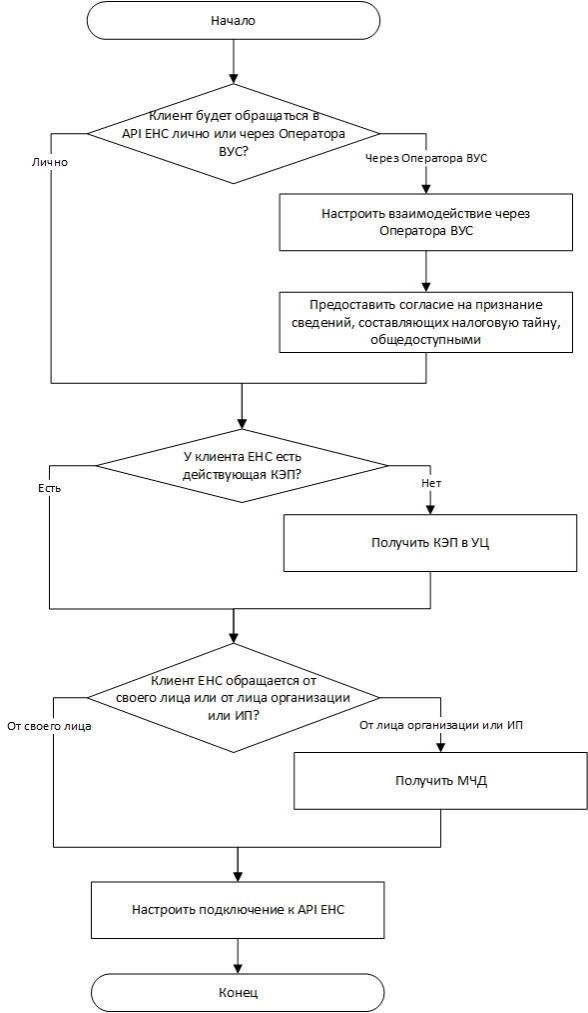 Начало
Клиент будет обращаться в
API ЕНС лично или через Оператора
ВУС?
Лично
Через Оператора ВУС
Настроить взаимодействие через
Оператора ВУС
Предоставить согласие на признание
сведений, составляющих налоговую тайну,
общедоступными
У клиента ЕНС есть
действующая КЭП?
Есть
Нет
Получить КЭП в УЦ
Клиент ЕНС обращается от
своего лица или от лица организации
или ИП?
От своего лица
От лица организации или ИП
Получить МЧД
Настроить подключение к API ЕНС
Конец